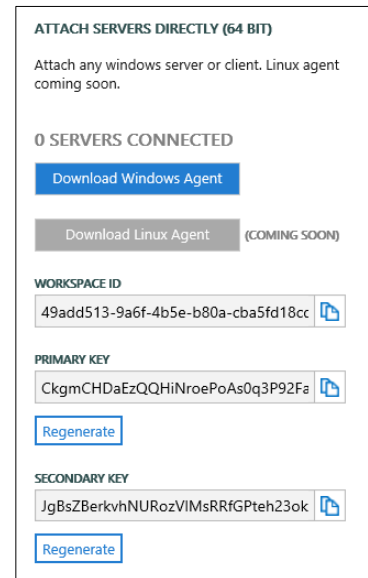 ATTACH SERVERS DIRECTLY (64 BIT)
Attach any windows server or client. Linux agent
coming soon.
0 SERVERS CONNECTED
Download Windows Agent
Download Linux Agent (COMING SOON)
WORKSPACE ID
49add513-9a6f-4b5e-b80a-cba5fd18cc
PRIMARY KEY
CkgmCHDaEzQQHiNroePoAs0q3P92Fa
Regenerate
SECONDARY KEY
JgBsZBerkvhNURozVlMsRRfGPteh23ok
Regenerate